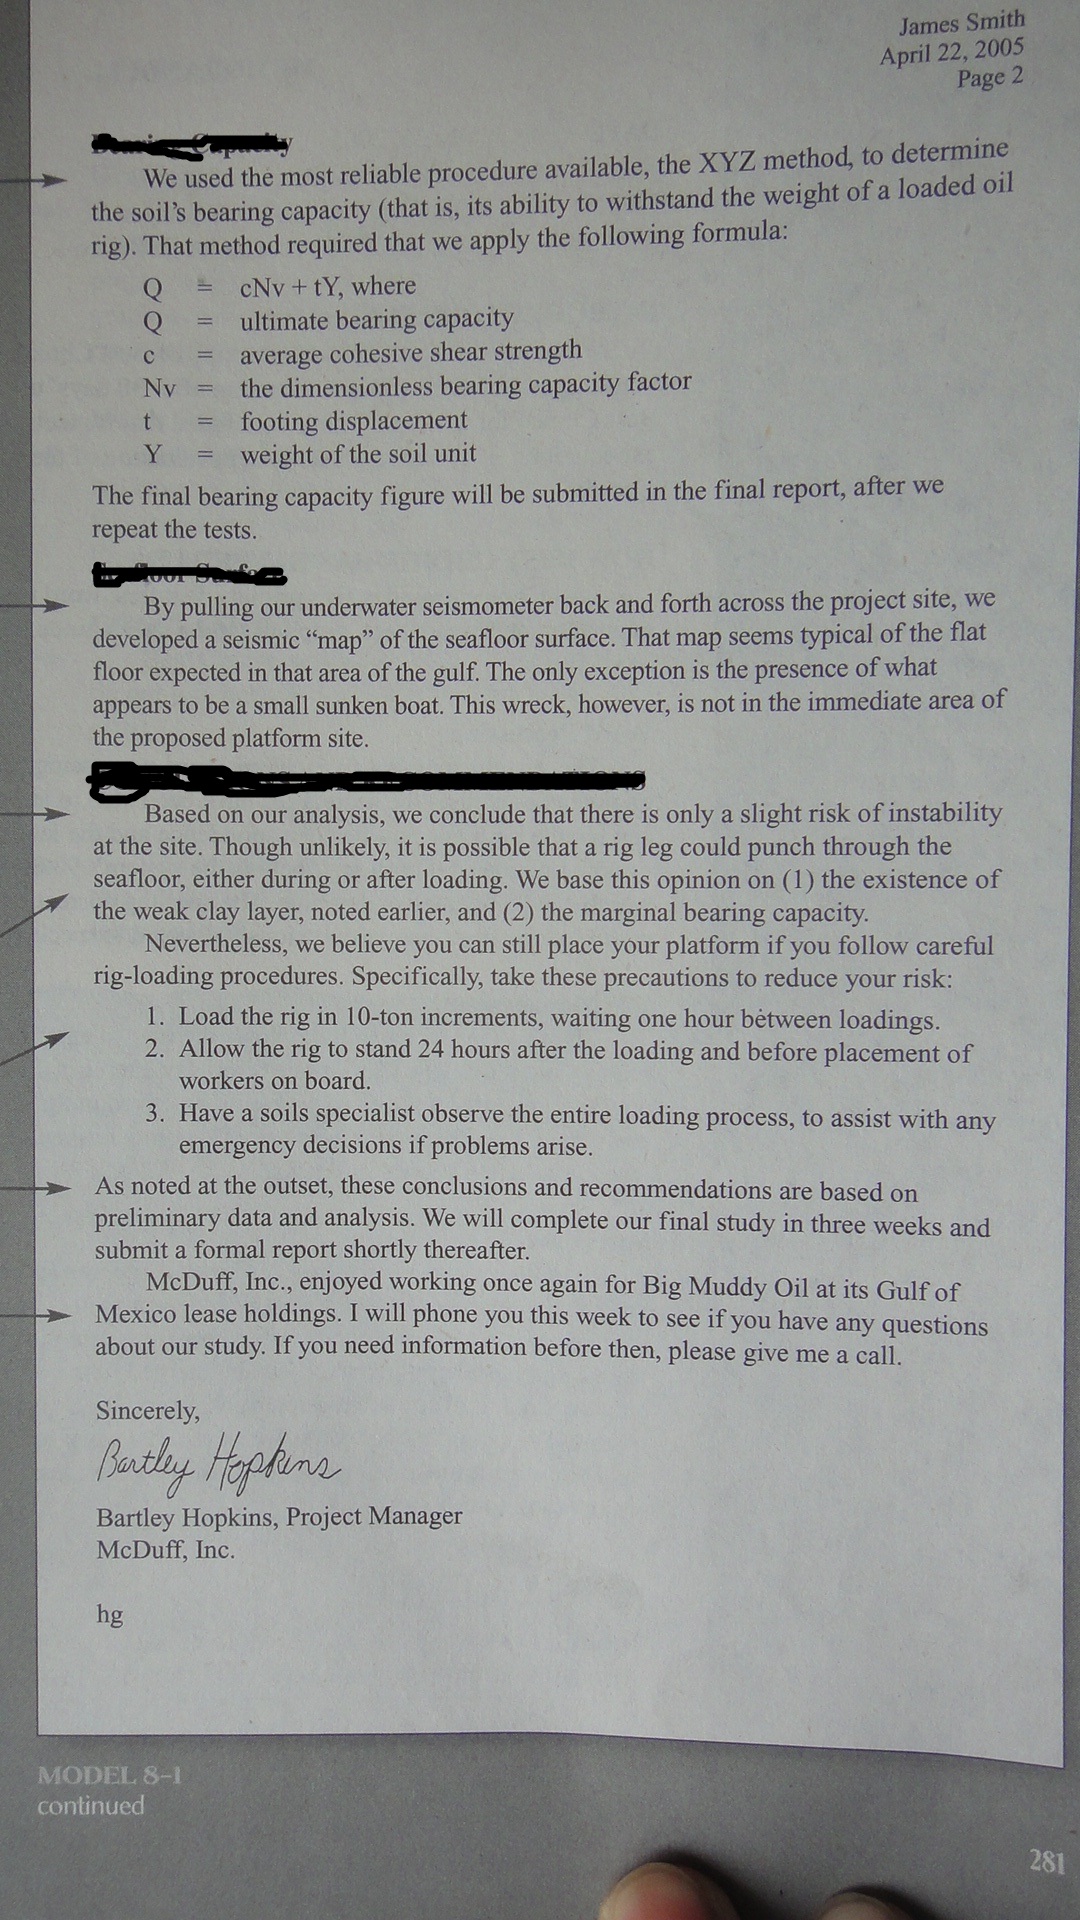 James Smith
April 22, 2005
Page 2
Capacity
We used the most reliable procedure available, the XYZ method, to determine
the soil's bearing capacity (that is, its ability to withstand the weight of a loaded oil
rig). That method required that we apply the following formula:
Q = cNv + tY, where
Q = ultimate bearing capacity
c = average cohesive shear strength
Nv = the dimensionless bearing capacity factor
t = footing displacement
Y = weight of the soil unit
The final bearing capacity figure will be submitted in the final report, after we
repeat the tests.
By pulling our underwater seismometer back and forth across the project site, we
developed a seismic “map” of the seafloor surface. That map seems typical of the flat
floor expected in that area of the gulf. The only exception is the presence of what
appears to be a small sunken boat. This wreck, however, is not in the immediate area of
the proposed platform site.
Based on our analysis, we conclude that there is only a slight risk of instability
at the site. Though unlikely, it is possible that a rig leg could punch through the
seafloor, either during or after loading. We base this opinion on (1) the existence of
the weak clay layer, noted earlier, and (2) the marginal bearing capacity.
Nevertheless, we believe you can still place your platform if you follow careful
rig-loading procedures. Specifically, take these precautions to reduce your risk:
1. Load the rig in 10-ton increments, waiting one hour between loadings.
2. Allow the rig to stand 24 hours after the loading and before placement of
workers on board.
3. Have a soils specialist observe the entire loading process, to assist with any
emergency decisions if problems arise.
As noted at the outset, these conclusions and recommendations are based on
preliminary data and analysis. We will complete our final study in three weeks and
submit a formal report shortly thereafter.
McDuff, Inc., enjoyed working once again for Big Muddy Oil at its Gulf of
Mexico lease holdings. I will phone you this week to see if you have any questions
about our study. If you need information before then, please give me a call.
Sincerely,
Bartley Hopkins
Bartley Hopkins, Project Manager
McDuff, Inc.
hg
MODEL 8-1
continued
281